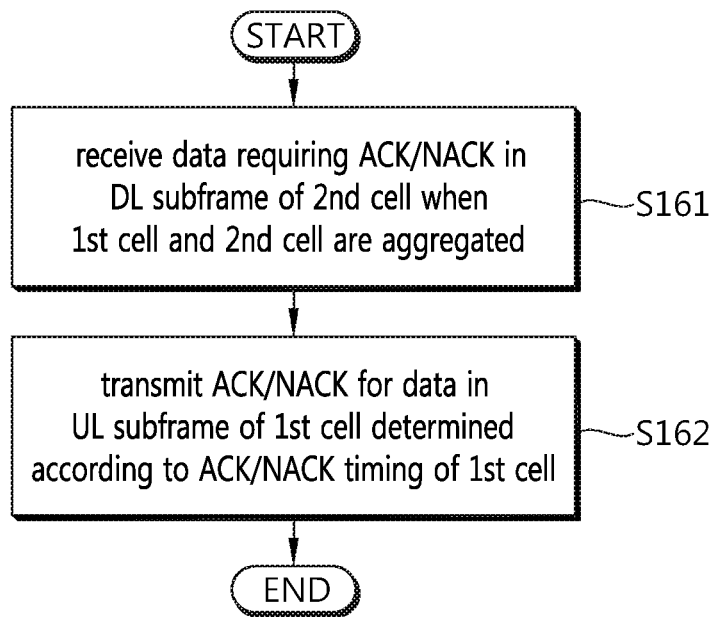 START
receive data requiring ACK/NACK in
DL subframe of 2nd cell when
1st cell and 2nd cell are aggregated
S161
transmit ACK/NACK for data in
UL subframe of 1st cell determined
according to ACK/NACK timing of 1st cell
S162
END